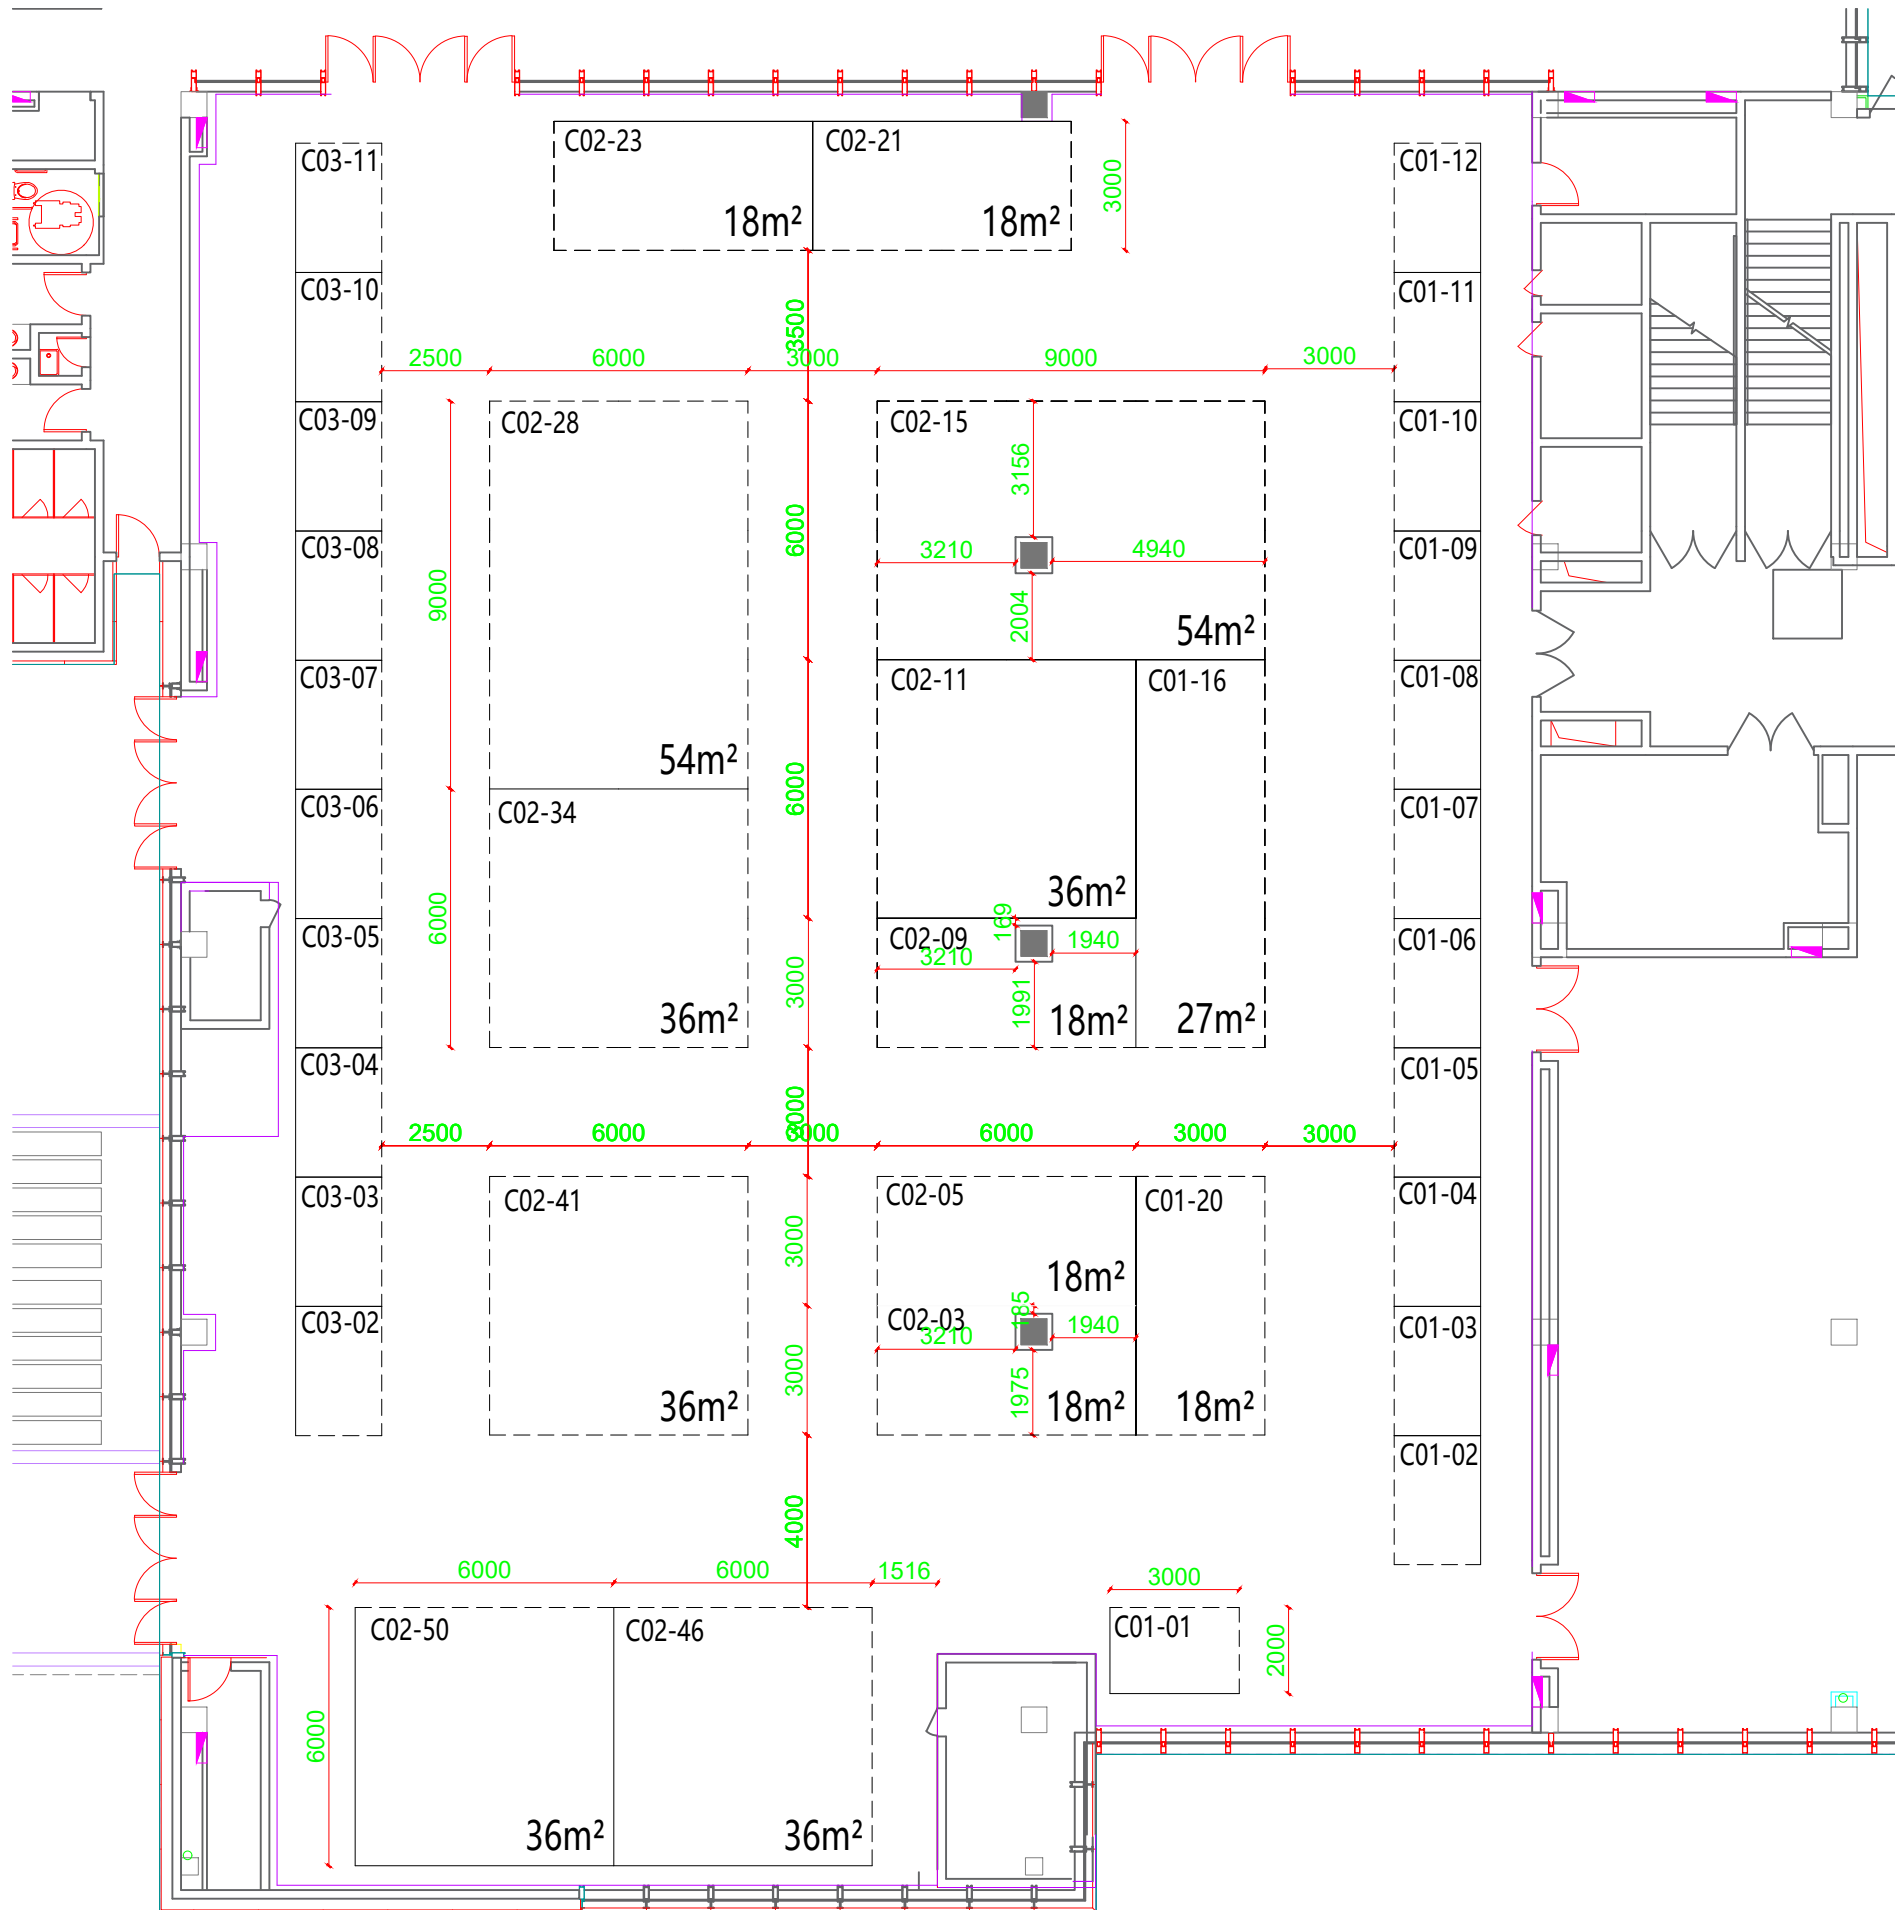 C02-23
C02-21
C03-11
C01-12
3000
18m²
18m²
C03-10
C01-11
3500
2500
6000
3000
9000
3000
C03-09
C02-28
C02-15
C01-10
3156
6000
C03-08
C01-09
3210
4940
9000
2004
54m²
C03-07
C02-11
C01-16
C01-08
54m²
6000
C03-06
C02-34
C01-07
36m²
169
6000
C03-05
C02-09
1940
C01-06
3210
3000
1991
36m²
18m²
27m²
C03-04
C01-05
3000
2500
6000
3000
6000
3000
3000
C03-03
C02-41
C02-05
C01-20
C01-04
3000
18m²
185
C03-02
C02-03
1940
C01-03
3210
3000
1975
36m²
18m²
18m²
C01-02
4000
6000
6000
1516
3000
C02-50
C02-46
C01-01
2000
6000
36m²
36m²